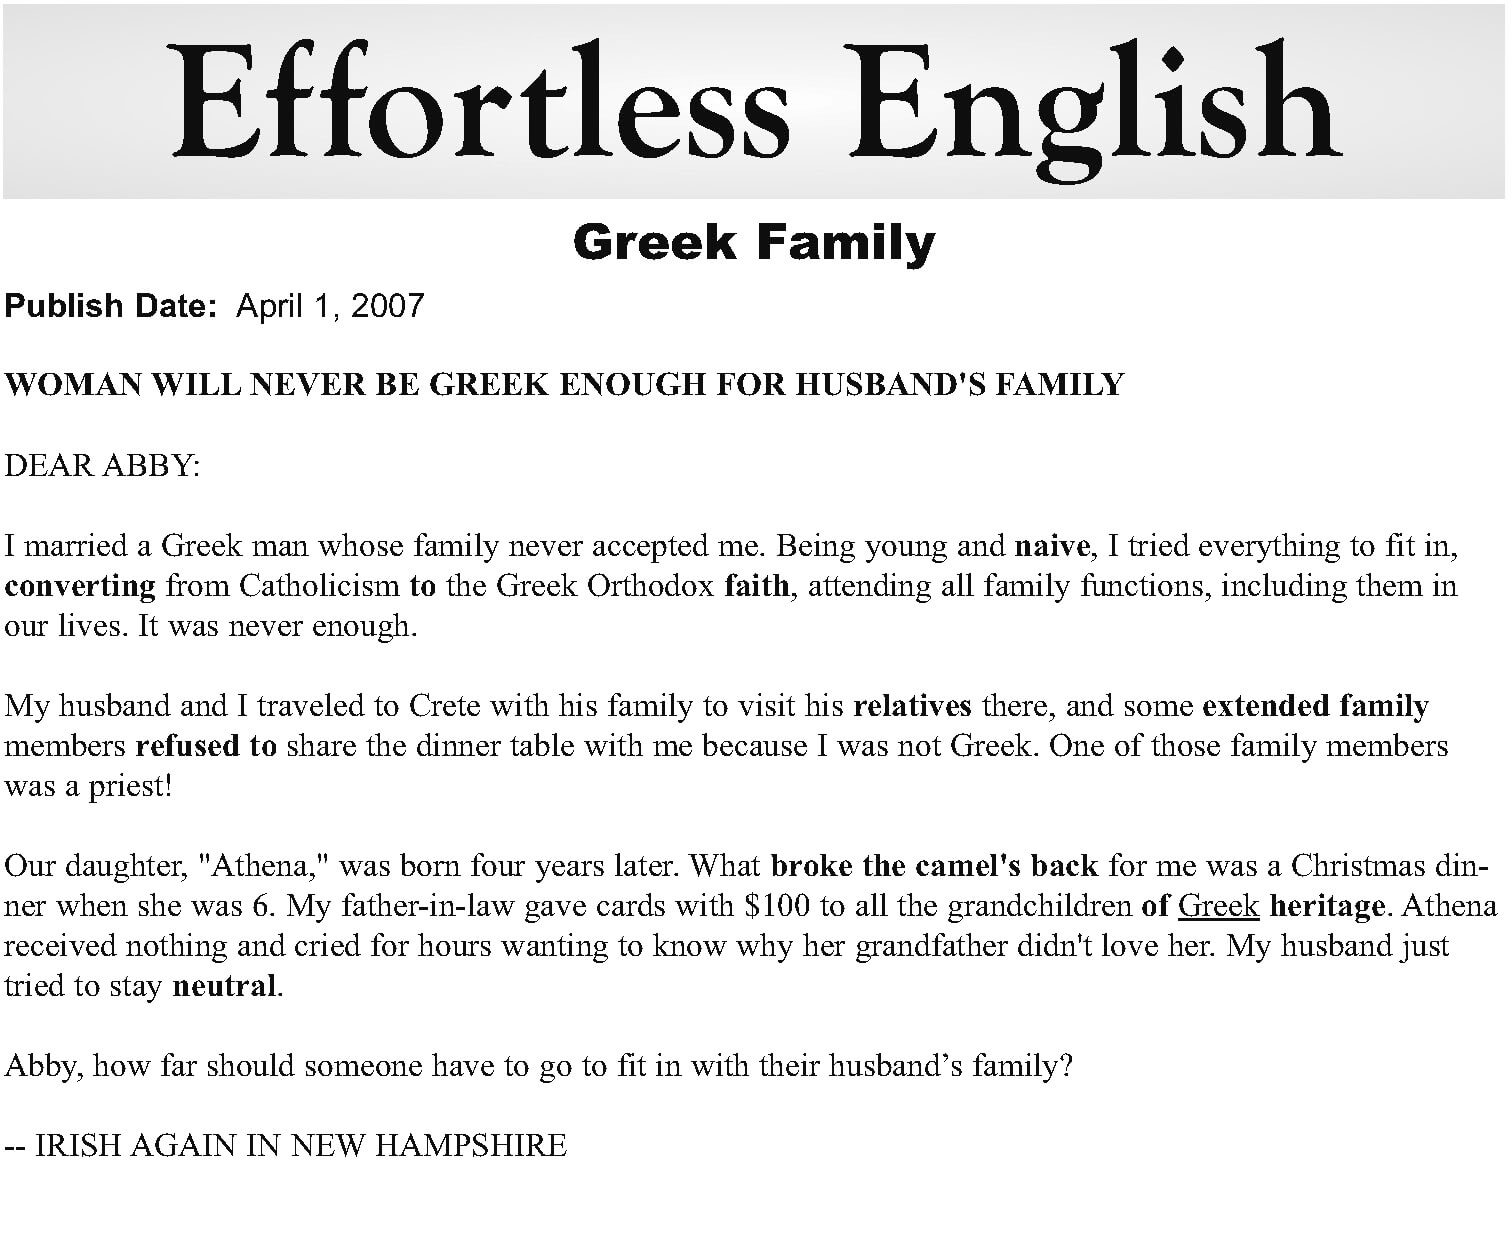 Effortless English
Greek Family
Publish Date: April 1, 2007
WOMAN WILL NEVER BE GREEK ENOUGH FOR HUSBAND'S FAMILY
DEAR ABBY:
I married a Greek man whose family never accepted me. Being young and naive, I tried everything to fit in,
converting from Catholicism to the Greek Orthodox faith, attending all family functions, including them in
our lives. It was never enough.
My husband and I traveled to Crete with his family to visit his relatives there, and some extended family
members refused to share the dinner table with me because I was not Greek. One of those family members
was a priest!
Our daughter, "Athena," was born four years later. What broke the camel's back for me was a Christmas din-
ner when she was 6. My father-in-law gave cards with $100 to all the grandchildren of Greek heritage. Athena
received nothing and cried for hours wanting to know why her grandfather didn't love her. My husband just
tried to stay neutral.
Abby, how far should someone have to go to fit in with their husband’s family?
-- IRISH AGAIN IN NEW HAMPSHIRE